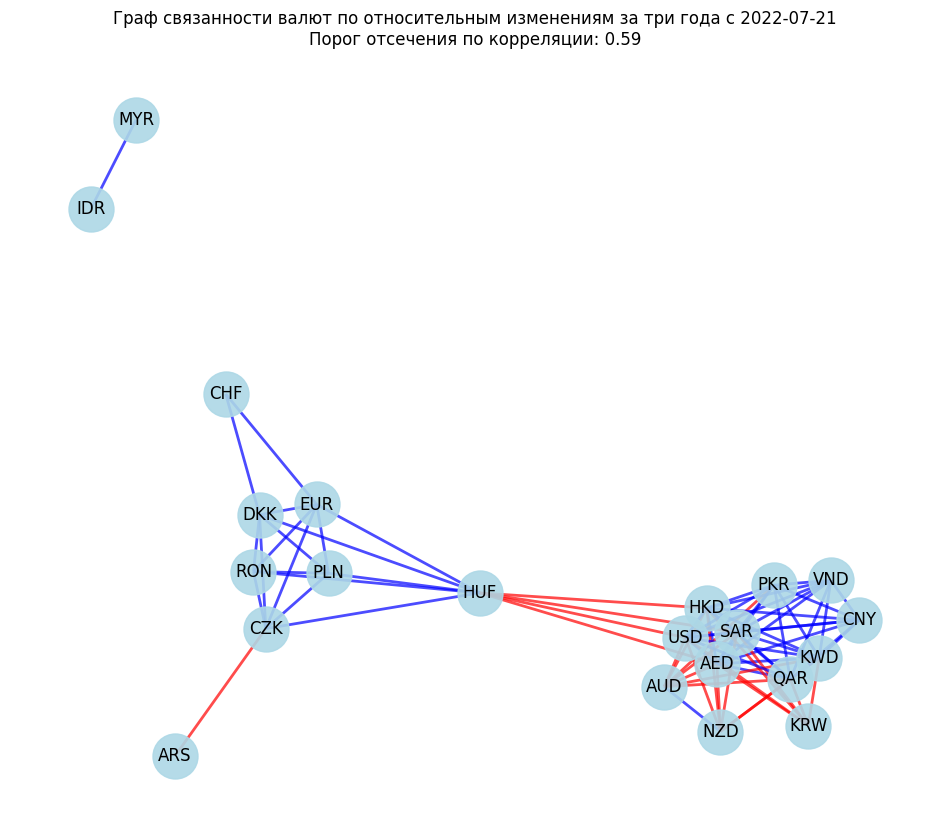 Граф связанности валют по относительным изменениям за три года с 2022-07-21
Порог отсечения по корреляции: 0.59
MYR
IDR
CHF
EUR
DKK
RON
PLN
HUF
CZK
ARS
PKR
VND
HKD
CNY
SAR
USD
KWD
AED
QAR
AUD
KRW
NZD